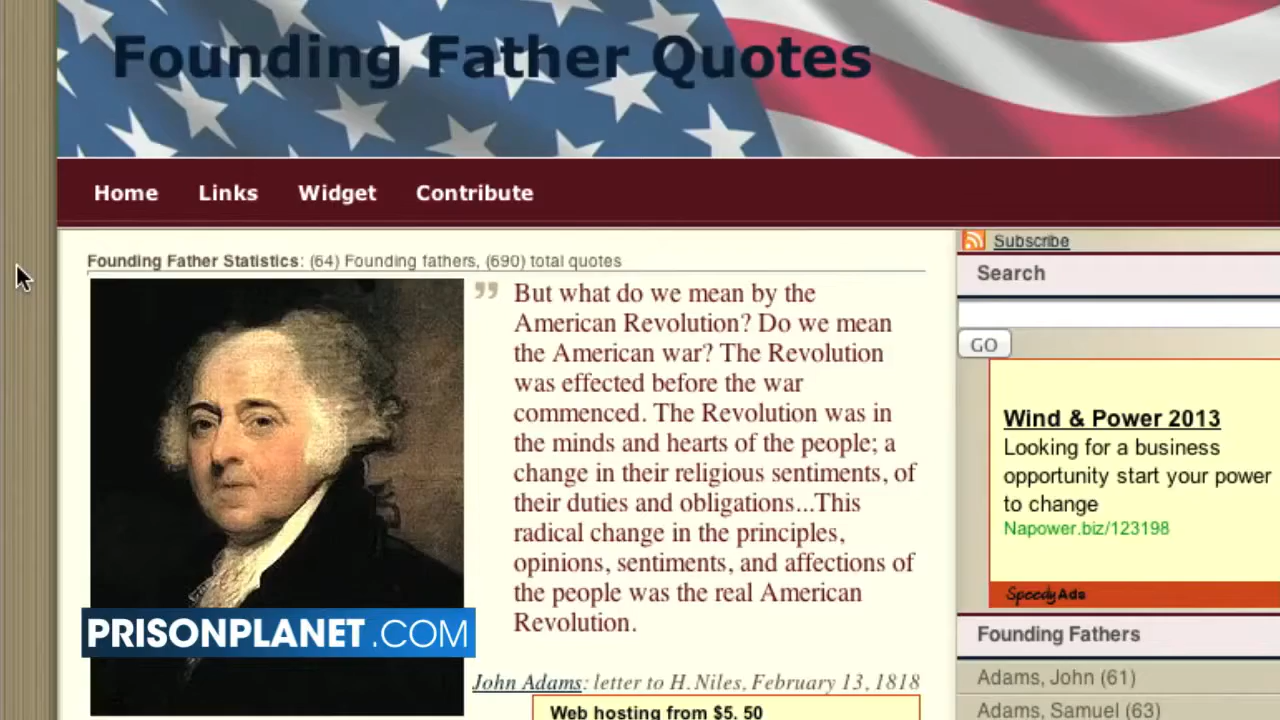 Founding Father Quotes
Home Links Widget Contribute
Founding Father Statistics: (64) Founding fathers, (690) total quotes
” But what do we mean by the
American Revolution? Do we mean
the American war? The Revolution
was effected before the war
commenced. The Revolution was in
the minds and hearts of the people; a
change in their religious sentiments, of
their duties and obligations...This
radical change in the principles,
opinions, sentiments, and affections of
the people was the real American
Revolution.
John Adams: letter to H.Niles, February 13, 1818
Web hosting from $5. 50
PRISONPLANET.COM
Subscribe
Search
GO
Wind & Power 2013
Looking for a business
opportunity start your power
to change
Napower.biz/123198
Speedy Ads
Founding Fathers
Adams, John (61)
Adams, Samuel (63)